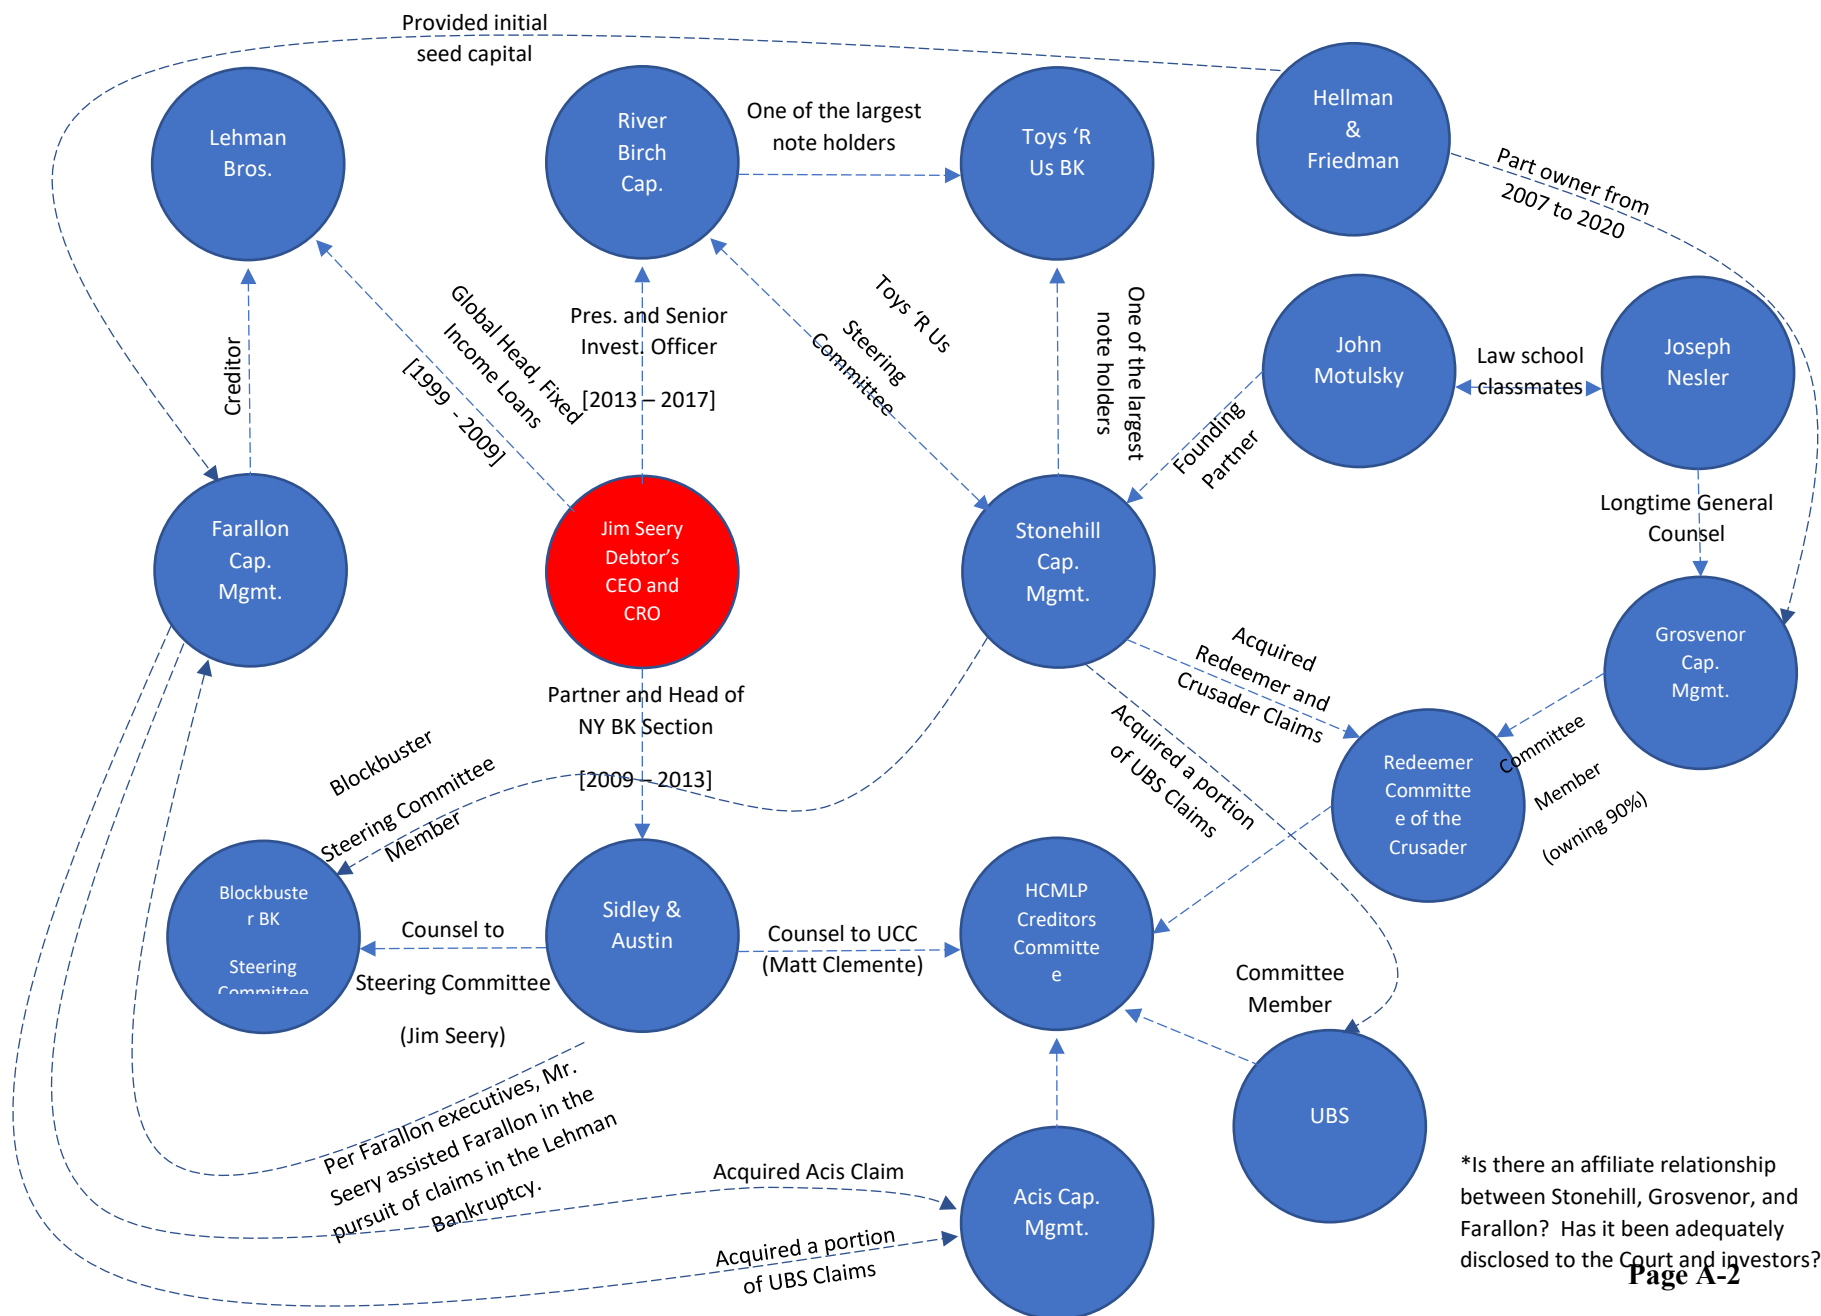 Provided initial
seed capital
Lehman
Bros.
River
Birch
Cap.
One of the largest
note holders
Toys ‘R
Us BK
Hellman
&
Friedman
Part owner from
2007 to 2020
Creditor
Global Head, Fixed
Income Loans
[1999 - 2009]
Pres. and Senior
Invest. Officer
[2013 – 2017]
Toys ‘R Us
Steering
Committee
One of the largest
note holders
John
Motulsky
Law school
classmates
Joseph
Nesler
Founding
Partner
Longtime General
Counsel
Farallon
Cap.
Mgmt.
Jim Seery
Debtor’s
CEO and
CRO
Stonehill
Cap.
Mgmt.
Grosvenor
Cap.
Mgmt.
Acquired
Redeemer and
Crusader Claims
Partner and Head of
NY BK Section
[2009 – 2013]
Acquired a portion
of UBS Claims
Redeemer
Committe
e of the
Crusader
Committee
Member
(owning 90%)
Blockbuster
Steering Committee
Member
Blockbuste
r BK
Steering
Committee
Counsel to
Steering Committee
(Jim Seery)
Sidley &
Austin
Counsel to UCC
(Matt Clemente)
HCMLP
Creditors
Committe
e
Committee
Member
UBS
Per Farallon executives, Mr.
Seery assisted Farallon in the
pursuit of claims in the Lehman
Bankruptcy.
Acquired Acis Claim
Acis Cap.
Mgmt.
Acquired a portion
of UBS Claims
*Is there an affiliate relationship
between Stonehill, Grosvenor, and
Farallon?  Has it been adequately
disclosed to the Court and investors?
Page A-2